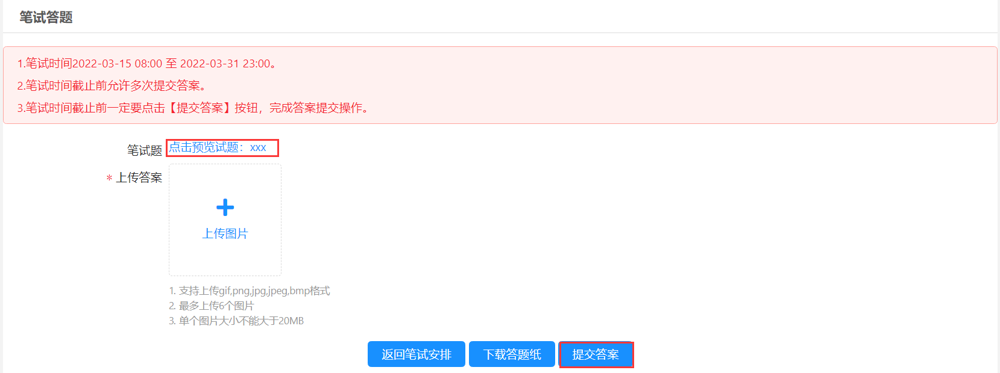 笔试答题
1.笔试时间2022-03-15 08:00 至 2022-03-31 23:00。
2.笔试时间截止前允许多次提交答案。
3.笔试时间截止前一定要点击【提交答案】按钮，完成答案提交操作。
笔试题 点击预览试题：xxx
* 上传答案
上传图片
1. 支持上传gif,png,jpg,jpeg,bmp格式
2. 最多上传6个图片
3. 单个图片大小不能大于20MB
返回笔试安排 下载答题纸 提交答案